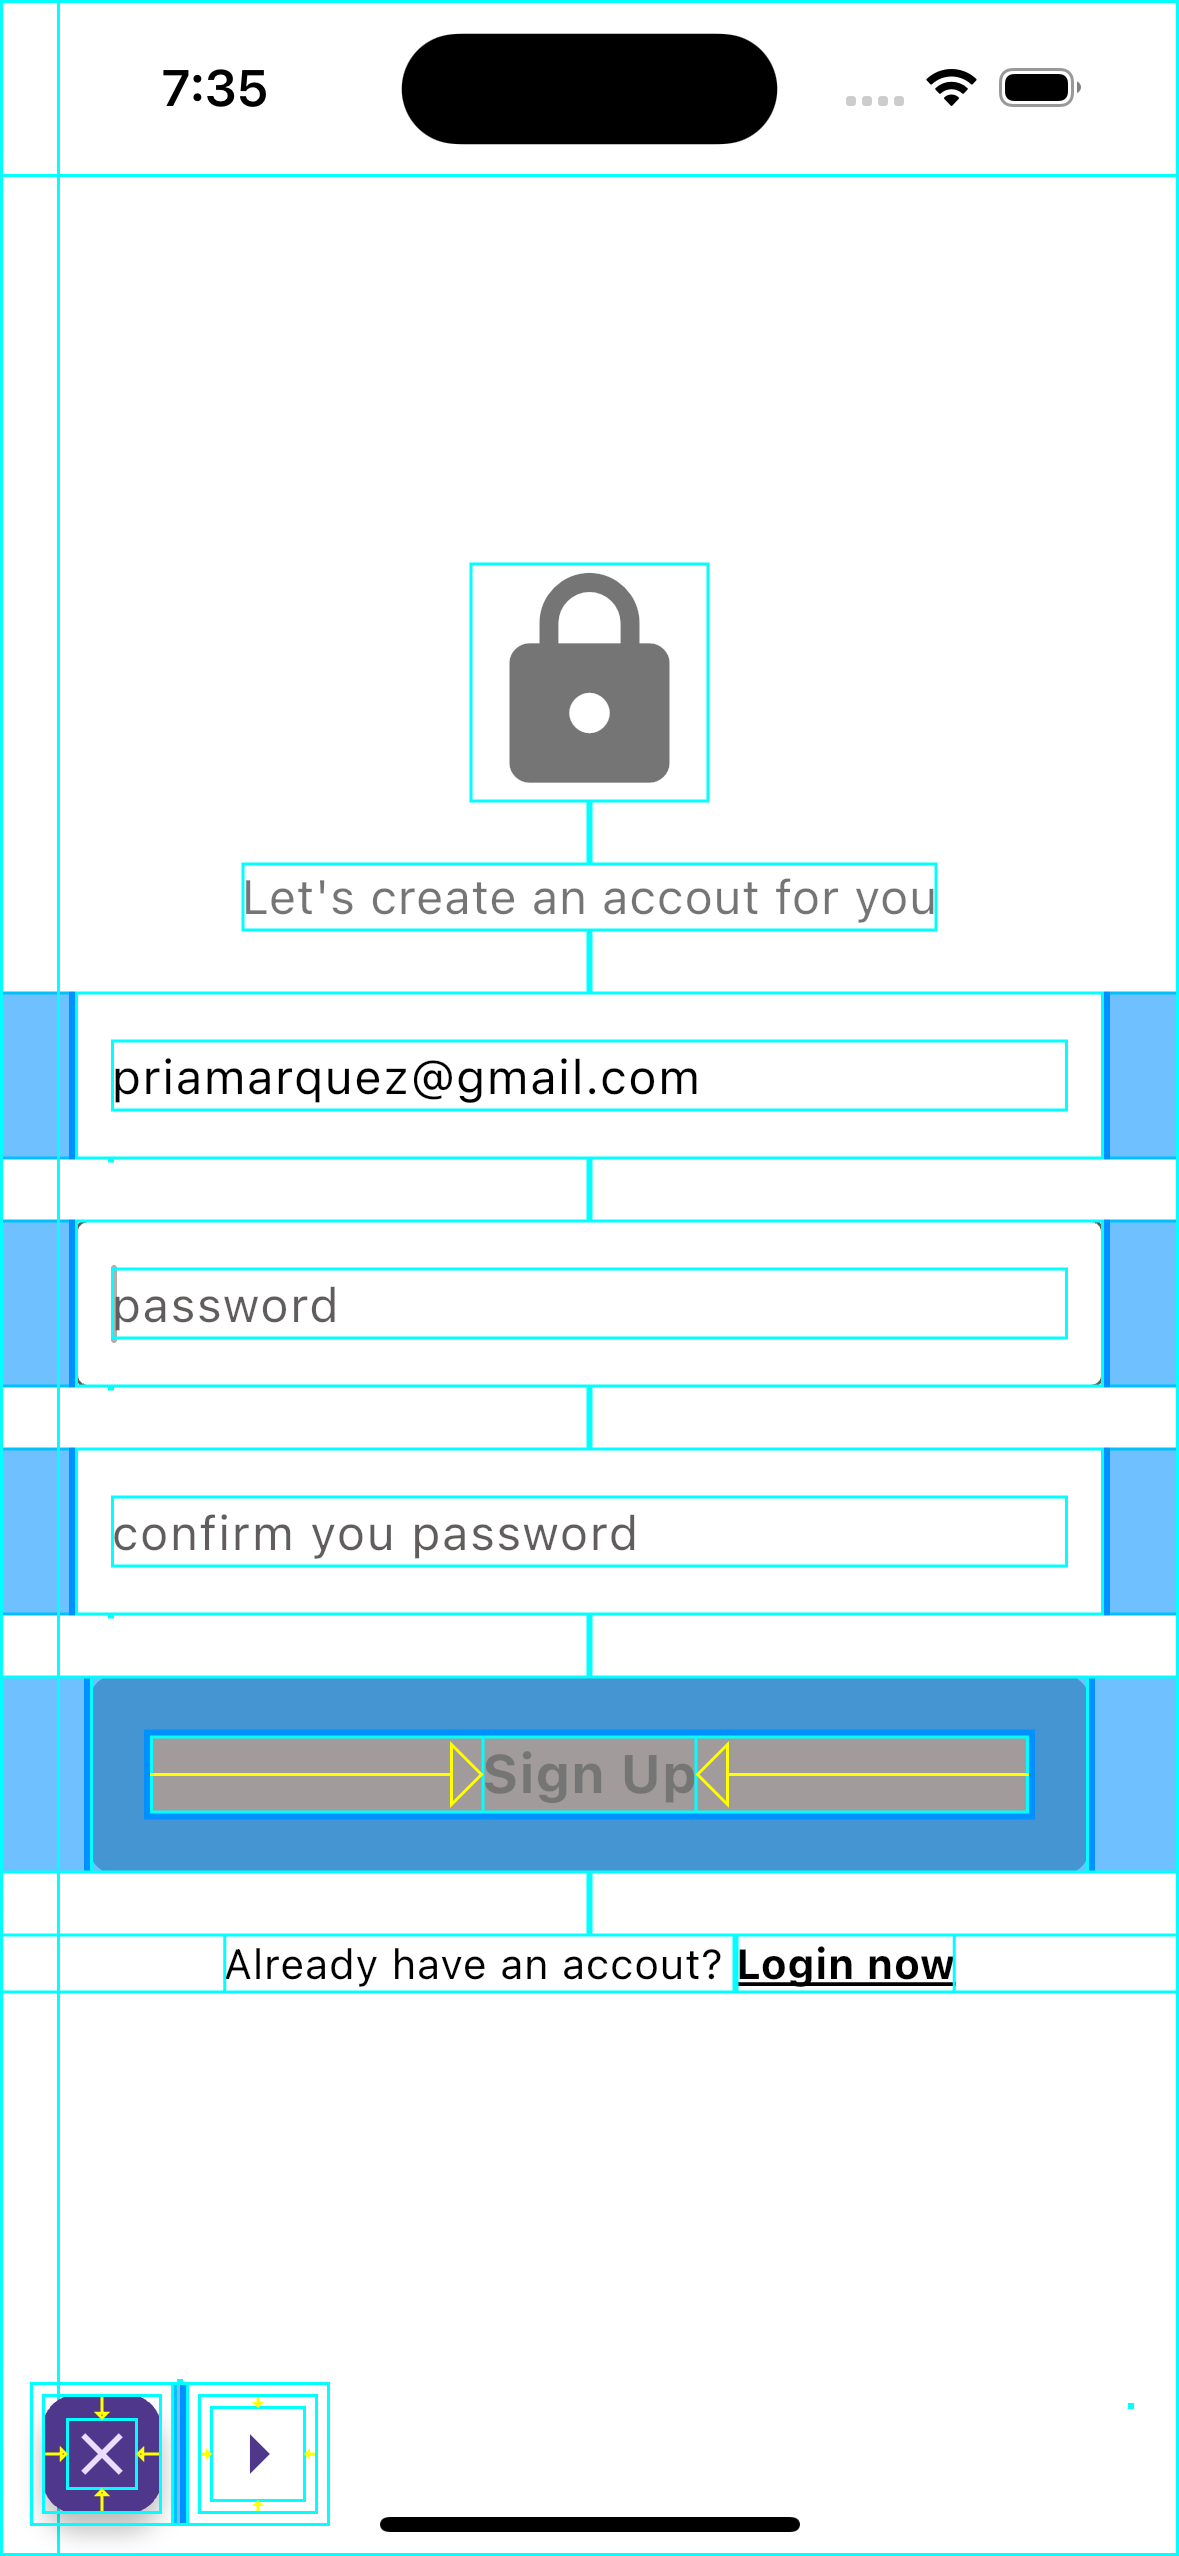 7:35
Let's create an accout for you
priamarquez@gmail.com
password
confirm you password
Sign Up
Already have an accout? Login now